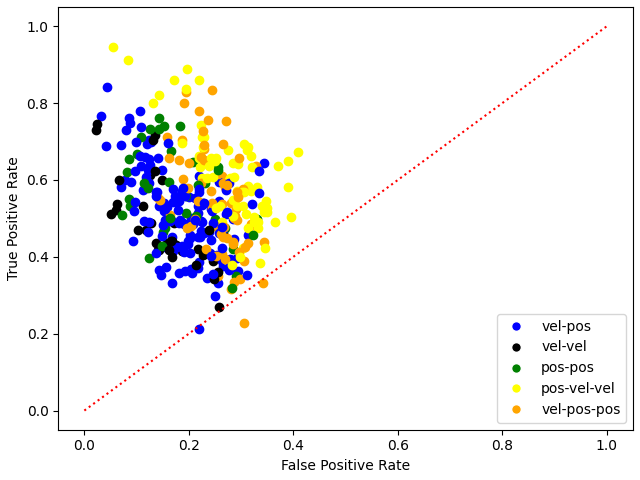 1.0
0.8
0.6
0.4
0.2
0.0
True Positive Rate
vel-pos
vel-vel
pos-pos
pos-vel-vel
vel-pos-pos
0.0 0.2 0.4 0.6 0.8 1.0
False Positive Rate